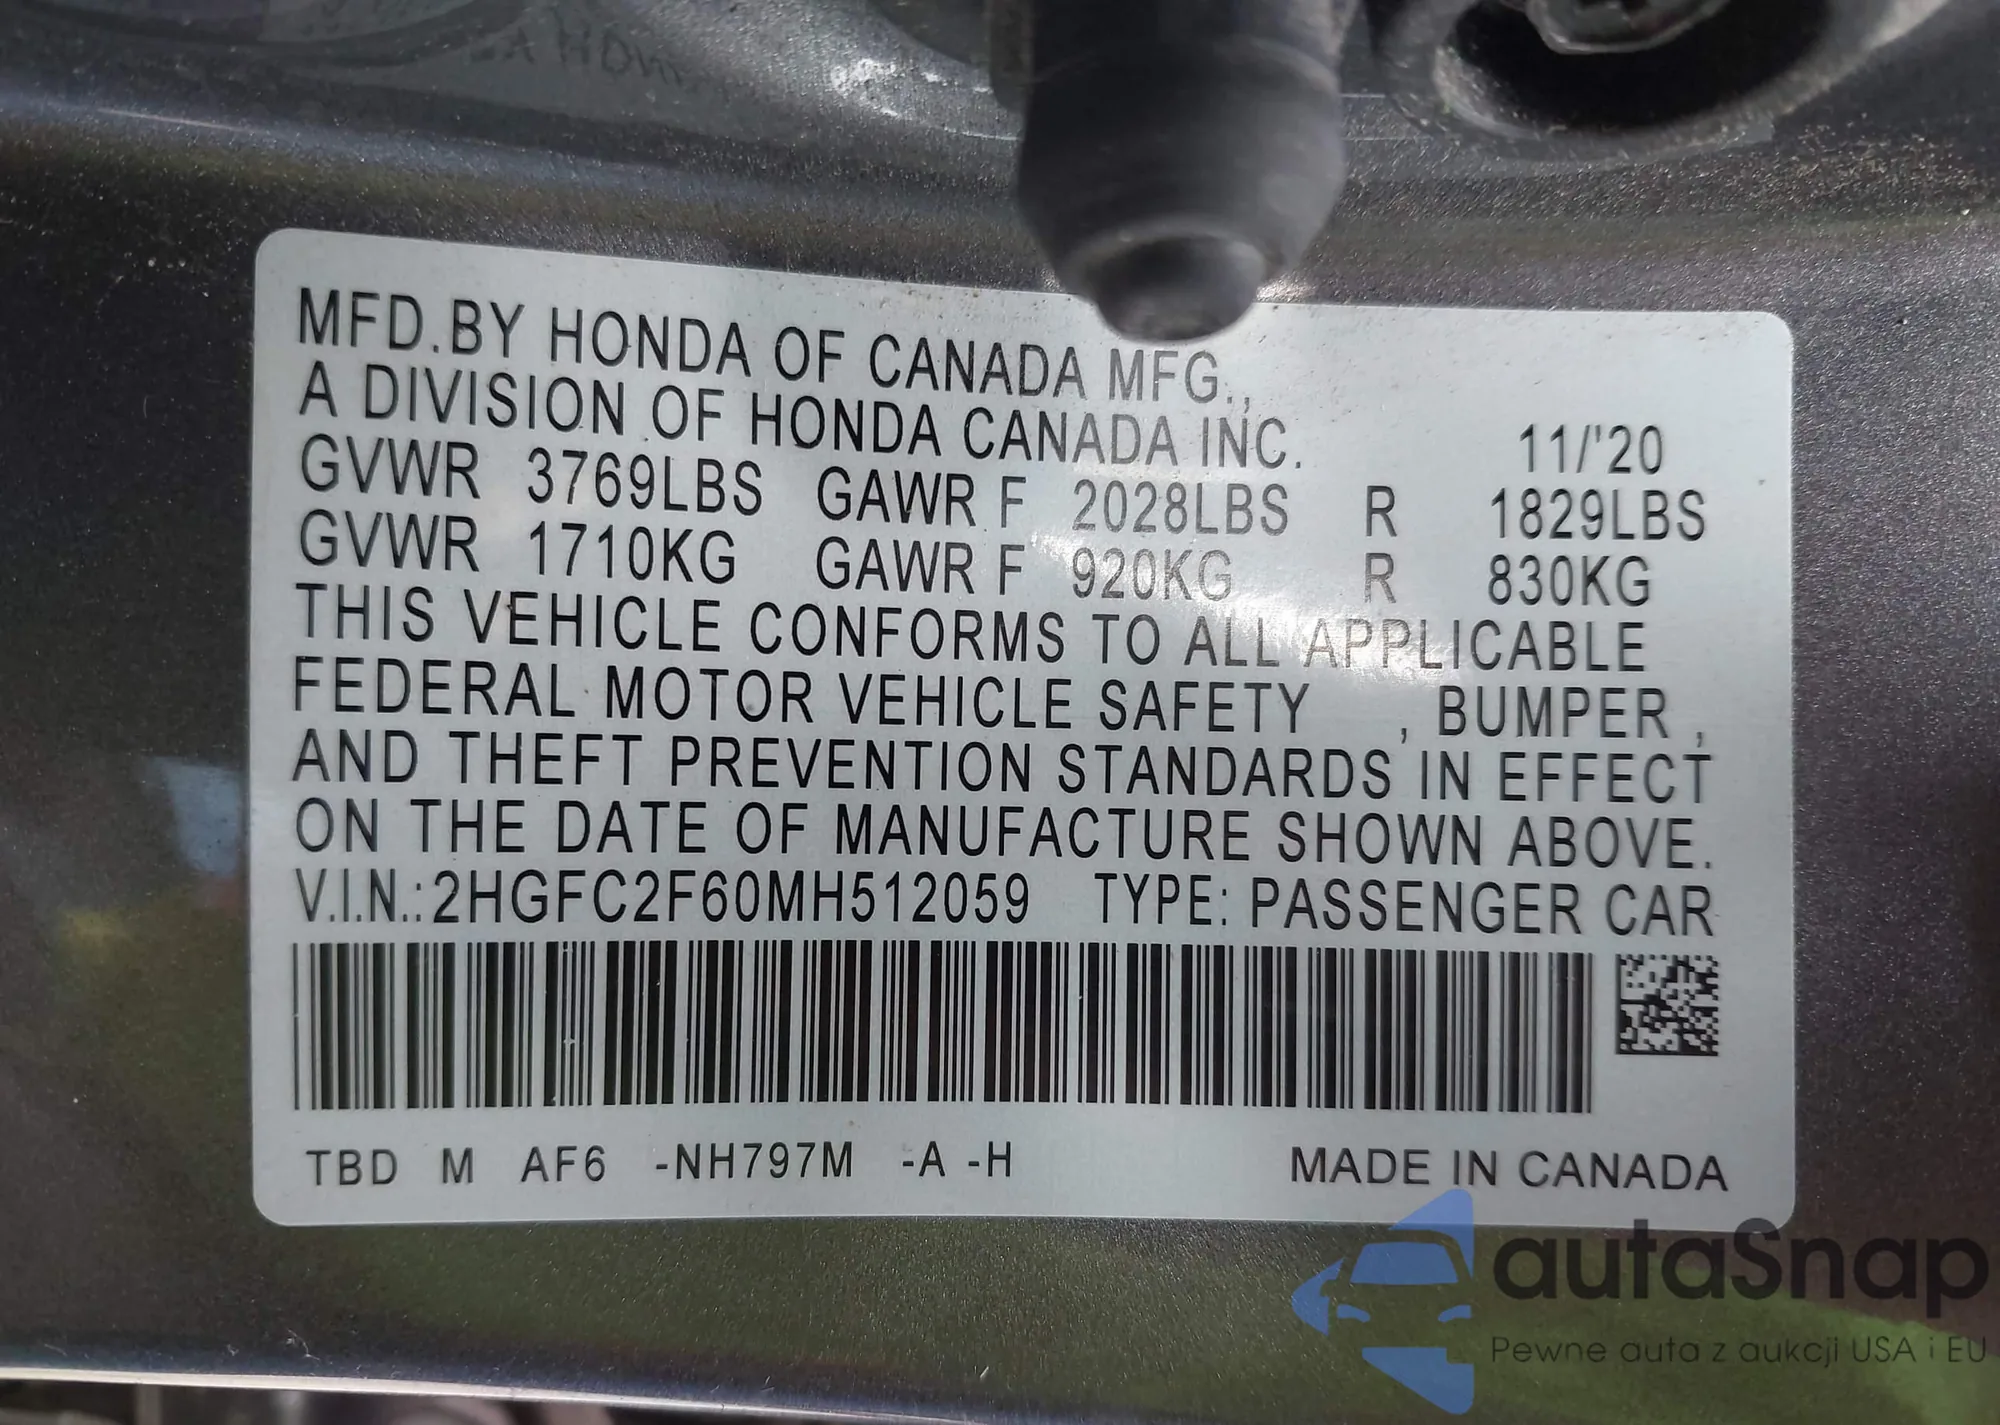 MFD.BY HONDA OF CANADA MFG.,
A DIVISION OF HONDA CANADA INC. 11/'20
GVWR 3769LBS GAWR F 2028LBS R 1829LBS
GVWR 1710KG GAWR F 920KG R 830KG
THIS VEHICLE CONFORMS TO ALL APPLICABLE
FEDERAL MOTOR VEHICLE SAFETY , BUMPER ,
AND THEFT PREVENTION STANDARDS IN EFFECT
ON THE DATE OF MANUFACTURE SHOWN ABOVE.
V.I.N.:2HGFC2F60MH512059 TYPE: PASSENGER CAR
TBD M AF6 -NH797M -A -H MADE IN CANADA
autaSnap
Pewne auta z aukcji USA i EU